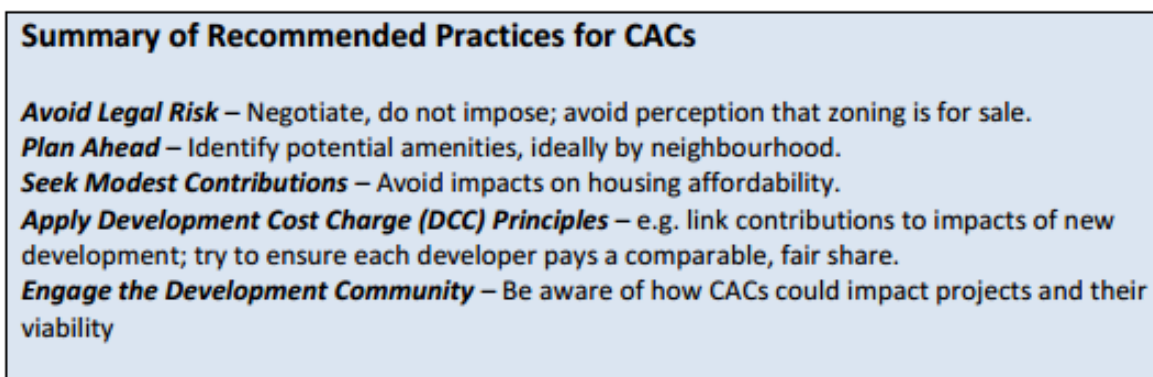 Summary of Recommended Practices for CACs
Avoid Legal Risk – Negotiate, do not impose; avoid perception that zoning is for sale.
Plan Ahead – Identify potential amenities, ideally by neighbourhood.
Seek Modest Contributions – Avoid impacts on housing affordability.
Apply Development Cost Charge (DCC) Principles – e.g. link contributions to impacts of new
development; try to ensure each developer pays a comparable, fair share.
Engage the Development Community – Be aware of how CACs could impact projects and their
viability